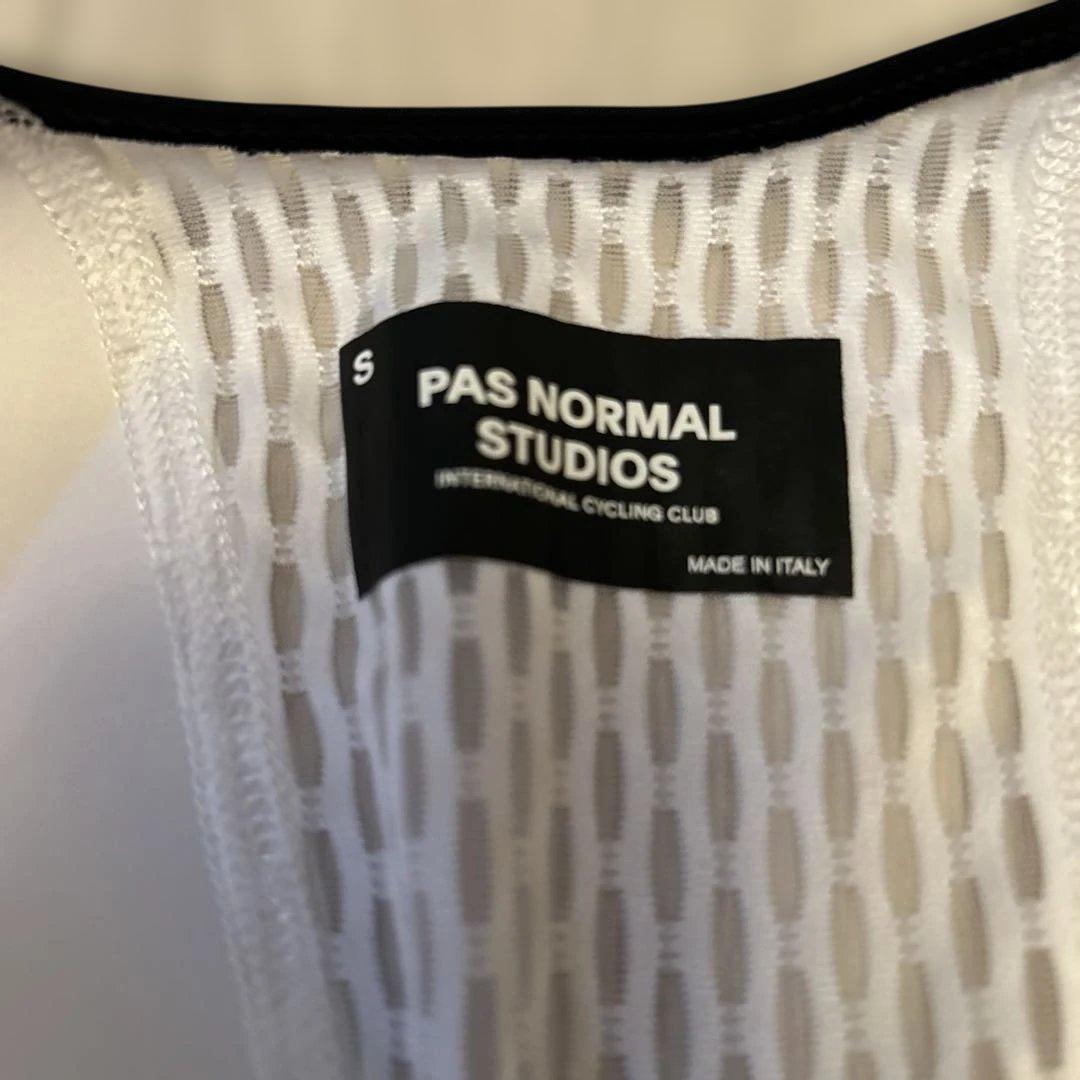 S
PAS NORMAL
STUDIOS
INTERNATIONAL CYCLING CLUB
MADE IN ITALY